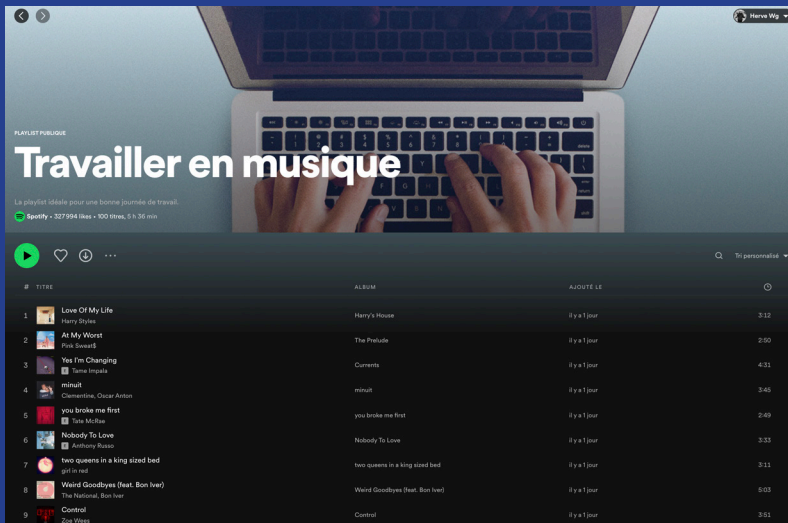 Herve Wg
PLAYLIST PUBLIQUE
Travailler en musique
La playlist idéale pour une bonne journée de travail.
Spotify • 327 994 likes • 100 titres, 5 h 36 min
Tri personnalisé
# TITRE ALBUM AJOUTÉ LE
1 Love Of My Life Harry's House il y a 1 jour 3:12
Harry Styles
2 At My Worst The Prelude il y a 1 jour 2:50
Pink Sweat$
3 Yes I'm Changing Currents il y a 1 jour 4:31
E Tame Impala
4 minuit minuit il y a 1 jour 3:45
Clementine, Oscar Anton
5 you broke me first you broke me first il y a 1 jour 2:49
E Tate McRae
6 Nobody To Love Nobody To Love il y a 1 jour 3:33
E Anthony Russo
7 two queens in a king sized bed two queens in a king sized bed il y a 1 jour 3:11
girl in red
8 Weird Goodbyes (feat. Bon Iver) Weird Goodbyes (feat. Bon Iver) il y a 1 jour 5:03
The National, Bon Iver
9 Control Control il y a 1 jour 3:51
Zoe Wees